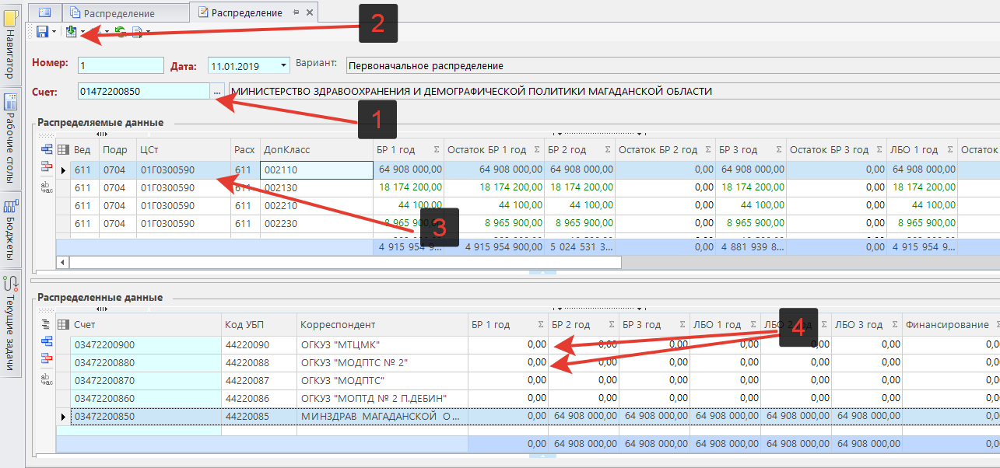 Распределение
Распределение
2
Навигатор
Рабочие столы
Бюджеты
Текущие задачи
Номер: 1 Дата: 11.01.2019 Вариант: Первоначальное распределение
Счет: 01472200850 ... МИНИСТЕРСТВО ЗДРАВООХРАНЕНИЯ И ДЕМОГРАФИЧЕСКОЙ ПОЛИТИКИ МАГАДАНСКОЙ ОБЛАСТИ
1
Распределяемые данные
Вед Подр ЦСт Расх ДопКласс БР 1 год Σ Остаток БР 1 год Σ БР 2 год Σ Остаток БР 2 год Σ БР 3 год Σ Остаток БР 3 год Σ ЛБО 1 год Σ Остаток
611 0704 01Г0300590 611 002110 64 908 000,00 64 908 000,00 64 908 000,00 0,00 64 908 000,00 0,00 64 908 000,00
611 0704 01Г0300590 611 002130 18 174 200,00 18 174 200,00 18 174 200,00 0,00 18 174 200,00 0,00 18 174 200,00
611 0704 01Г0300590 611 002210 44 100,00 44 100,00 44 100,00 0,00 44 100,00 0,00 44 100,00
611 0704 01Г0300590 611 002230 8 965 900,00 8 965 900,00 8 965 900,00 0,00 8 965 900,00 0,00 8 965 900,00
3
4 915 954 9... 4 915 954 900,00 5 024 531 3... 0,00 4 881 939 8... 0,00 4 915 954 9...
Распределенные данные
Счет Код УБП Корреспондент БР 1 год Σ БР 2 год Σ БР 3 год Σ ЛБО 1 год Σ ЛБО 2 год Σ ЛБО 3 год Σ Финансирование Σ
4
03472200900 44220090 ОГКУЗ "МТЦМК" 0,00 0,00 0,00 0,00 0,00 0,00 0,0
03472200880 44220088 ОГКУЗ "МОДПТС № 2" 0,00 0,00 0,00 0,00 0,00 0,00 0,0
03472200870 44220087 ОГКУЗ "МОДПТС" 0,00 0,00 0,00 0,00 0,00 0,00 0,0
03472200860 44220086 ОГКУЗ "МОПТД № 2 П.ДЕБИН" 0,00 0,00 0,00 0,00 0,00 0,00 0,0
03472200850 44220085 МИНЗДРАВ МАГАДАНСКОЙ О... 0,00 64 908 000,00 64 908 000,00 64 908 000,00 64 908 000,00 64 908 000,00 0,0
0,00 64 908 000,00 64 908 000,00 64 908 000,00 64 908 000,00 64 908 000,00 0,0